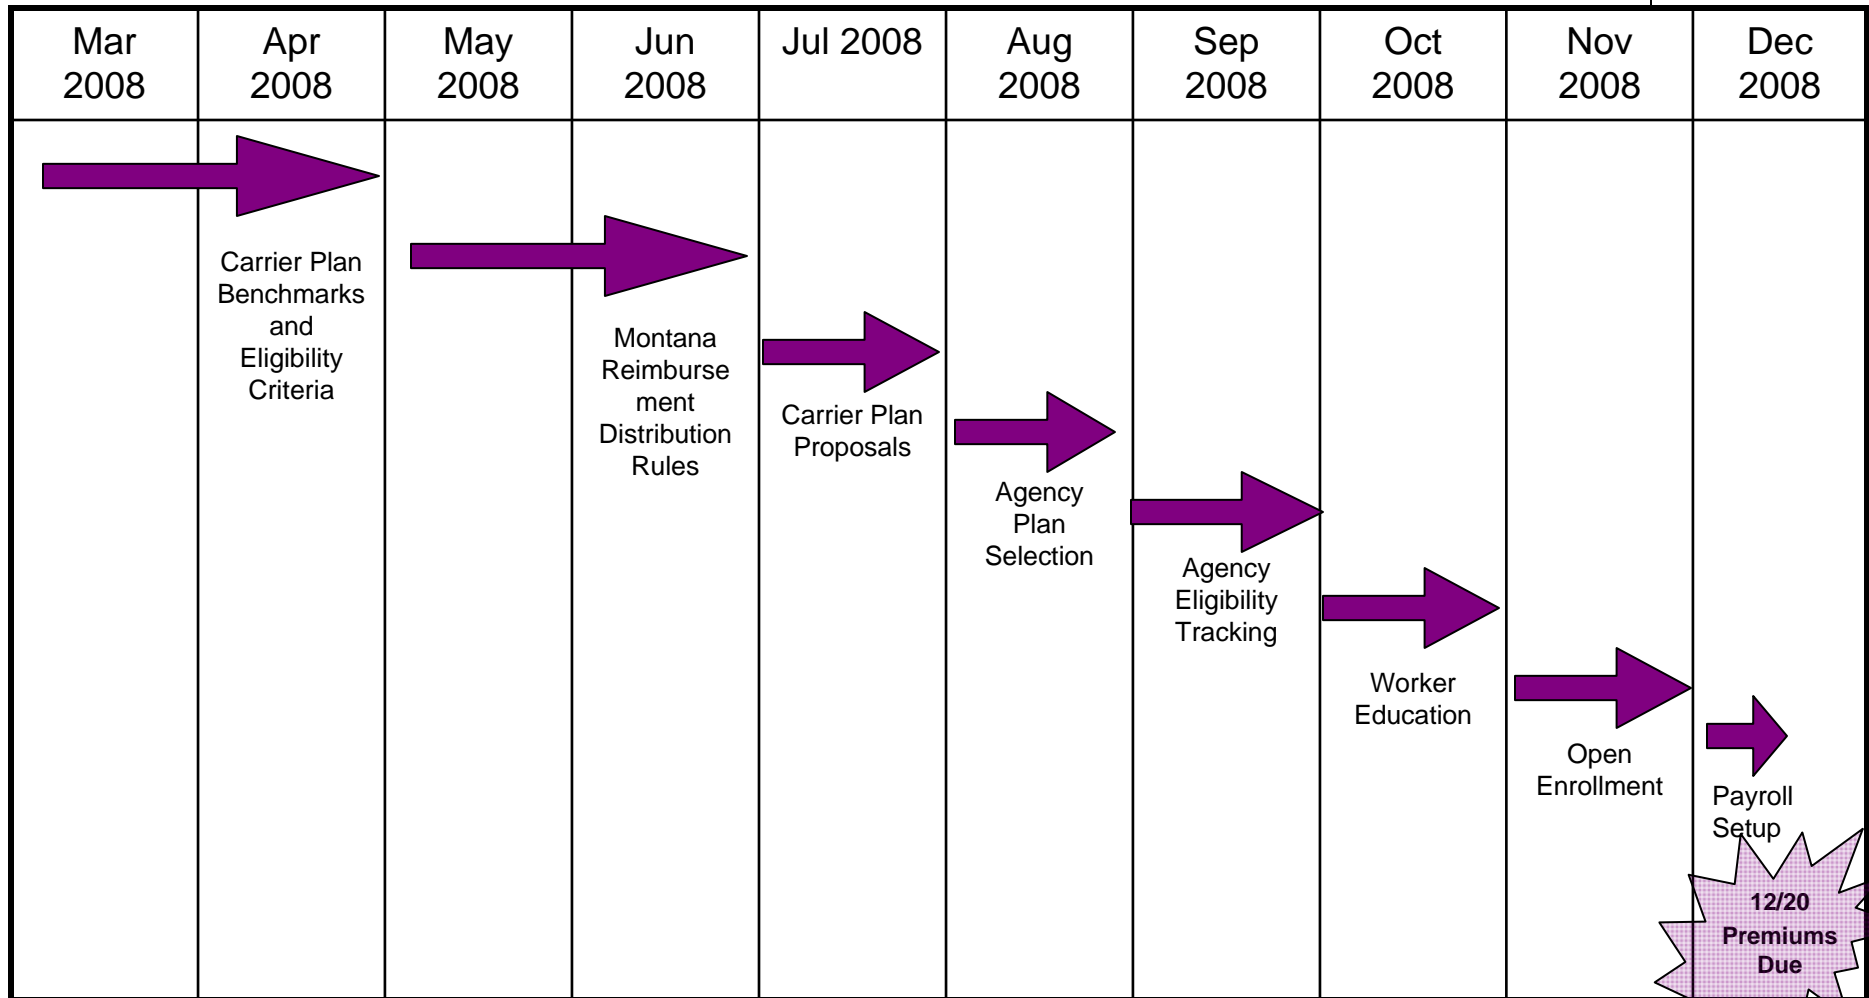 Mar
2008
Apr
2008
May
2008
Jun
2008
Jul 2008
Aug
2008
Sep
2008
Oct
2008
Nov
2008
Dec
2008
Carrier Plan
Benchmarks
and
Eligibility
Criteria
Montana
Reimburse
ment
Distribution
Rules
Carrier Plan
Proposals
Agency
Plan
Selection
Agency
Eligibility
Tracking
Worker
Education
Open
Enrollment
Payroll
Setup
12/20
Premiums
Due